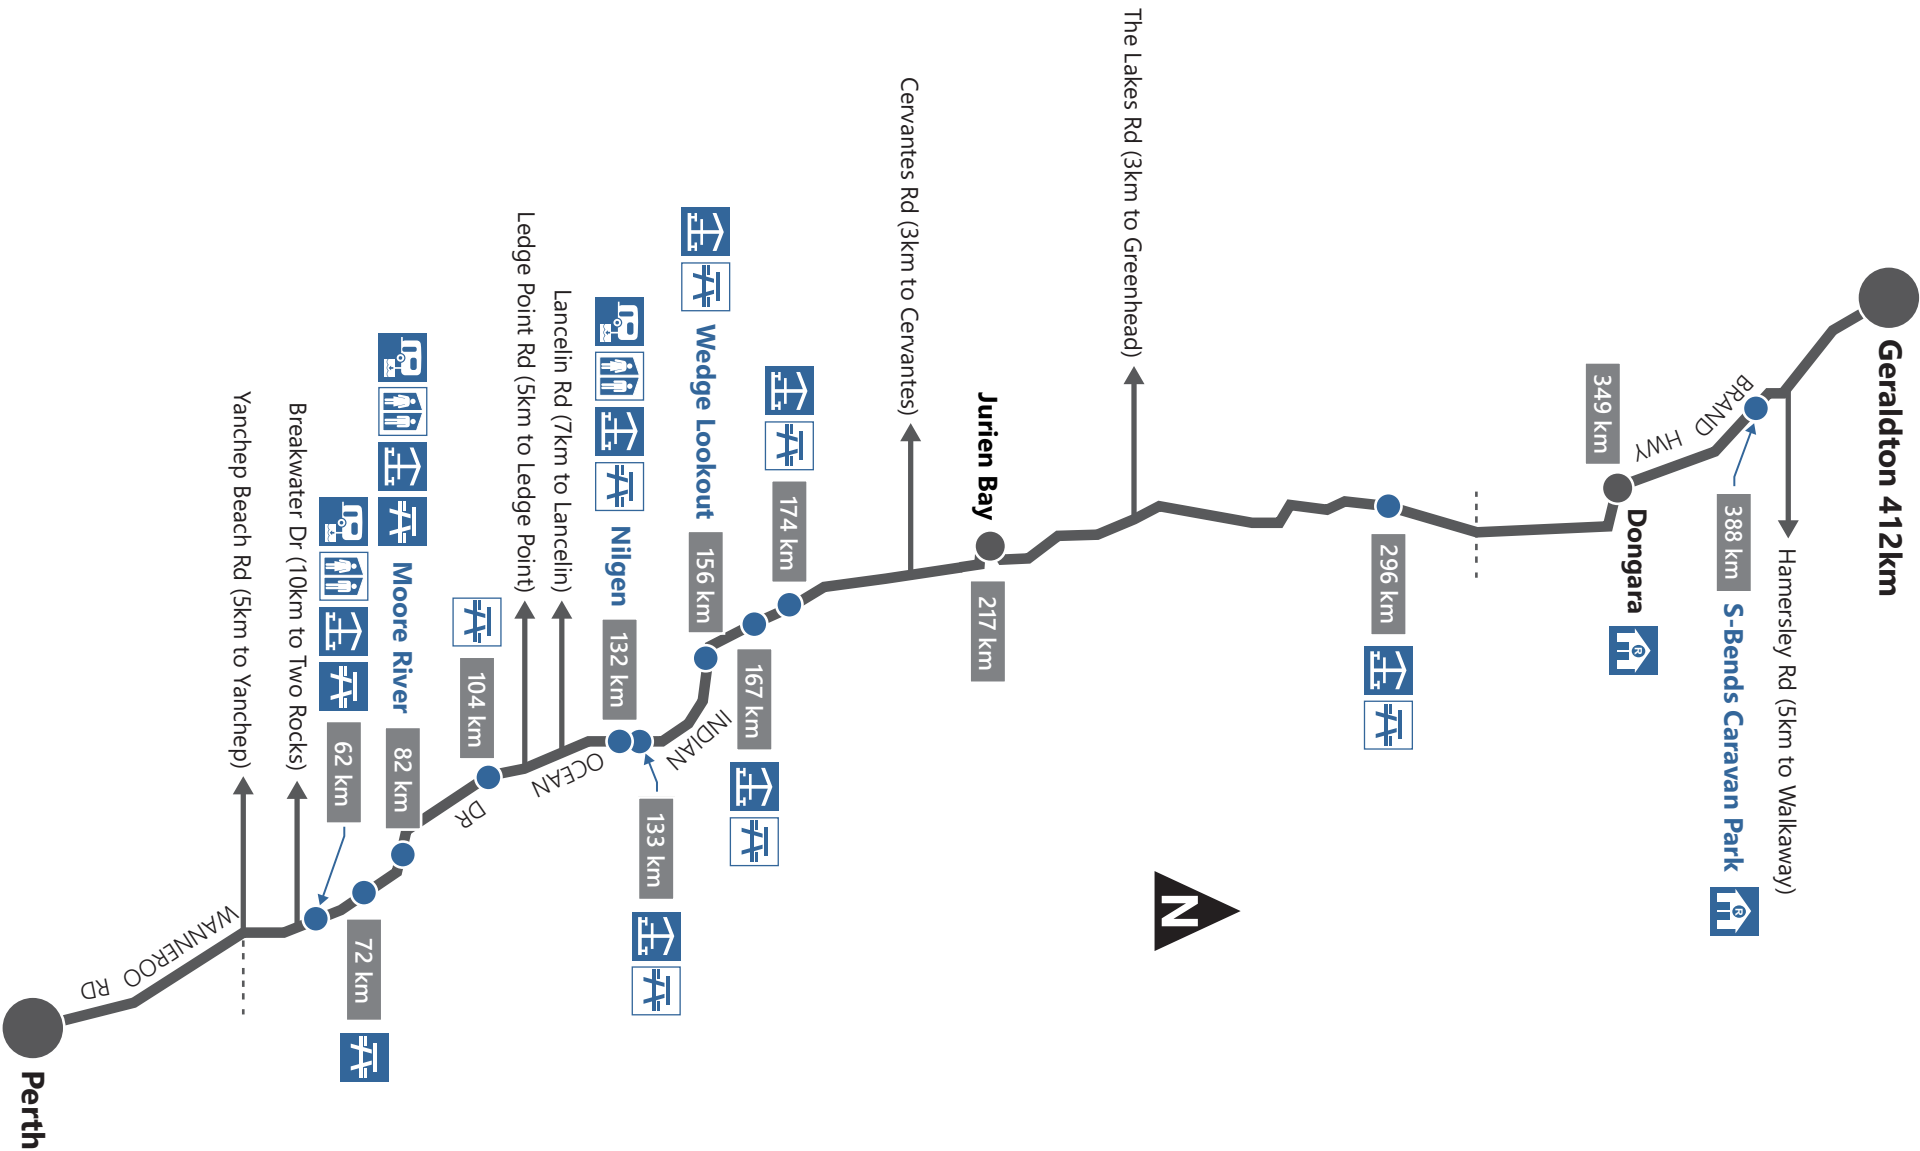 Geraldton 412km
Hamersley Rd (5km to Walkaway)
BRAND HWY
388 km
S-Bends Caravan Park
R
349 km
Dongara
R
296 km
The Lakes Rd (3km to Greenhead)
N
Jurien Bay
217 km
Cervantes Rd (3km to Cervantes)
174 km
167 km
Wedge Lookout
156 km
INDIAN OCEAN DR
133 km
Nilgen
132 km
Lancelin Rd (7km to Lancelin)
Ledge Point Rd (5km to Ledge Point)
104 km
Moore River
82 km
72 km
62 km
Breakwater Dr (10km to Two Rocks)
Yanchep Beach Rd (5km to Yanchep)
WANNEROO RD
Perth